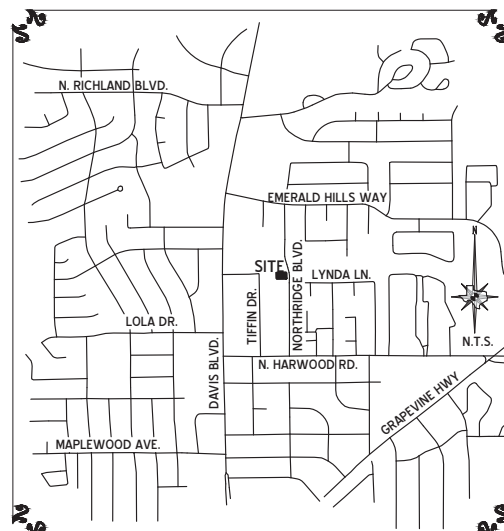 N. RICHLAND BLVD.
EMERALD HILLS WAY
N
SITE
LYNDA LN.
NORTHRIDGE BLVD.
TIFFIN DR.
LOLA DR.
N.T.S.
DAVIS BLVD.
N. HARWOOD RD.
GRAPEVINE HWY
MAPLEWOOD AVE.